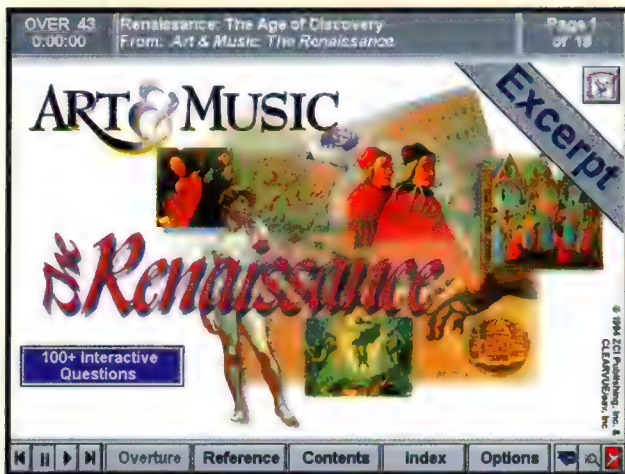 OVER 43
0:00:00
Renaissance: The Age of Discovery
From: Art & Music: The Renaissance
Page 1
of 18
ART & MUSIC
Excerpt
The Renaissance
100+ Interactive
Questions
© 1994 ZCI Publishing, Inc. &
CLEARVUE/eav, Inc
Overture
Reference
Contents
Index
Options